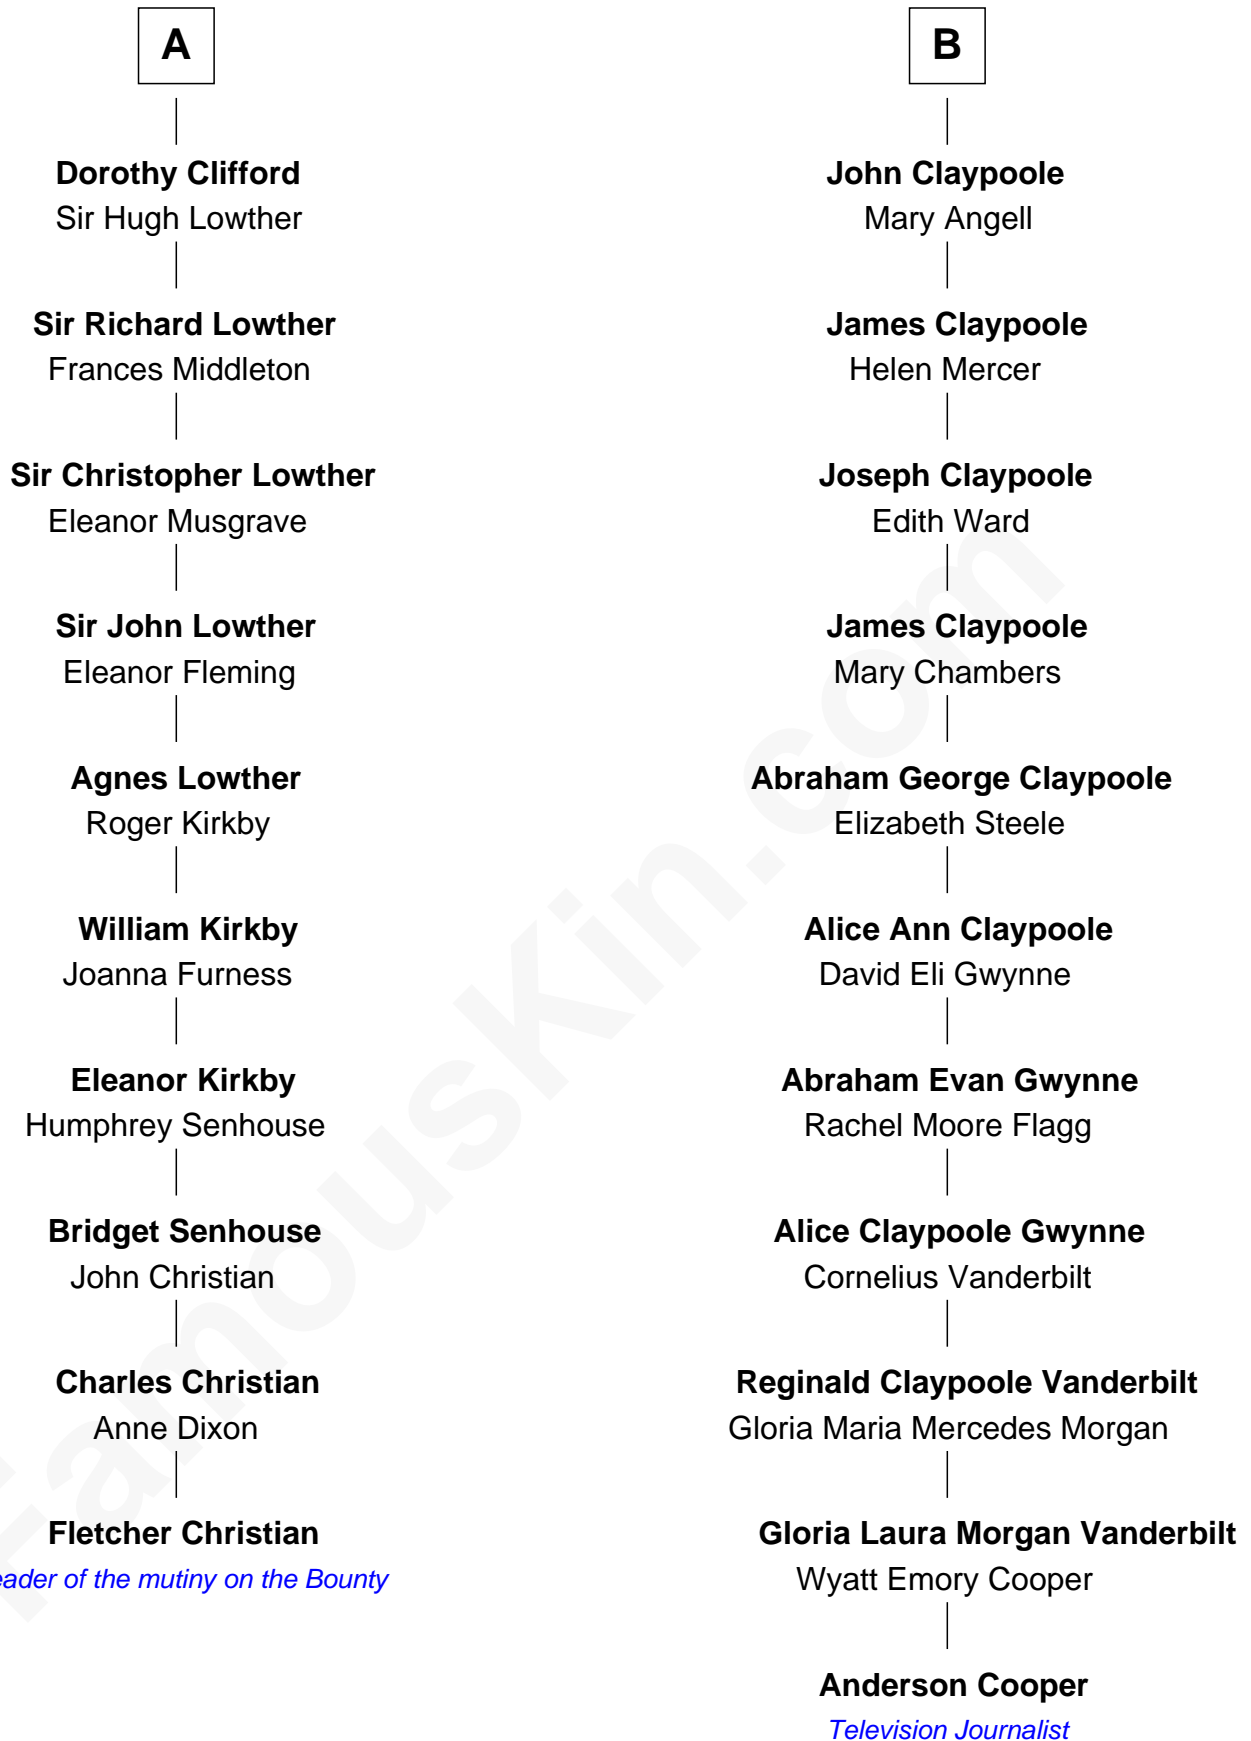 A
Dorothy Clifford
Sir Hugh Lowther
Sir Richard Lowther
Frances Middleton
Sir Christopher Lowther
Eleanor Musgrave
Sir John Lowther
Eleanor Fleming
Agnes Lowther
Roger Kirkby
William Kirkby
Joanna Furness
Eleanor Kirkby
Humphrey Senhouse
Bridget Senhouse
John Christian
Charles Christian
Anne Dixon
Fletcher Christian
eader of the mutiny on the Bounty
B
John Claypoole
Mary Angell
James Claypoole
Helen Mercer
Joseph Claypoole
Edith Ward
James Claypoole
Mary Chambers
Abraham George Claypoole
Elizabeth Steele
Alice Ann Claypoole
David Eli Gwynne
Abraham Evan Gwynne
Rachel Moore Flagg
Alice Claypoole Gwynne
Cornelius Vanderbilt
Reginald Claypoole Vanderbilt
Gloria Maria Mercedes Morgan
Gloria Laura Morgan Vanderbilt
Wyatt Emory Cooper
Anderson Cooper
Television Journalist
FamousKin.com